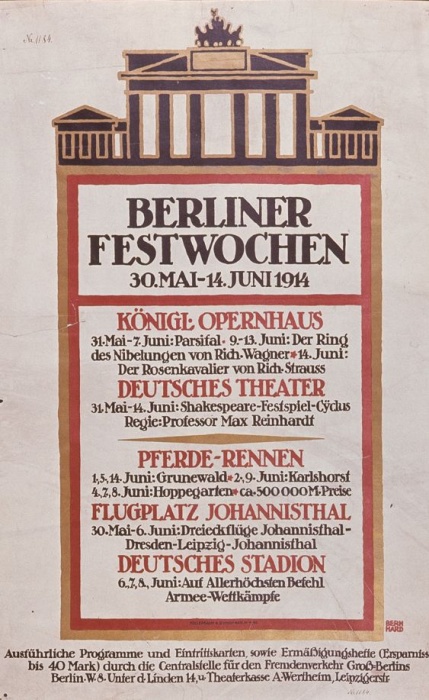 Nr. 1184
BERLINER
FESTWOCHEN
30. MAI-14. JUNI 1914
KÖNIGL. OPERNHAUS
31. Mai-7. Juni: Parsifal * 9.-13. Juni: Der Ring
des Nibelungen von Rich. Wagner * 14. Juni:
Der Rosenkavalier von Rich. Strauss
DEUTSCHES THEATER
31. Mai-14. Juni: Shakespeare-Festspiel-Cyclus
Regie: Professor Max Reinhardt
PFERDE-RENNEN
1., 5., 14. Juni: Grunewald * 2., 9. Juni: Karlshorst
4., 7., 8. Juni: Hoppegarten * ca. 500 000 M. Preise
FLUGPLATZ JOHANNISTHAL
30. Mai-6. Juni: Dreieckflüge Johannisthal-
Dresden-Leipzig-Johannisthal
DEUTSCHES STADION
6., 7., 8., Juni: Auf Allerhöchsten Befehl
Armee-Wettkämpfe
BERN
HARD
Ausführliche Programme und Eintrittskarten, sowie Ermäßigungshefte (Ersparnis
bis 40 Mark) durch die Centralstelle für den Fremdenverkehr Groß-Berlins
Berlin. W. 8. Unter d. Linden 14, u. Theaterkasse A. Wertheim, Leipzigerstr.